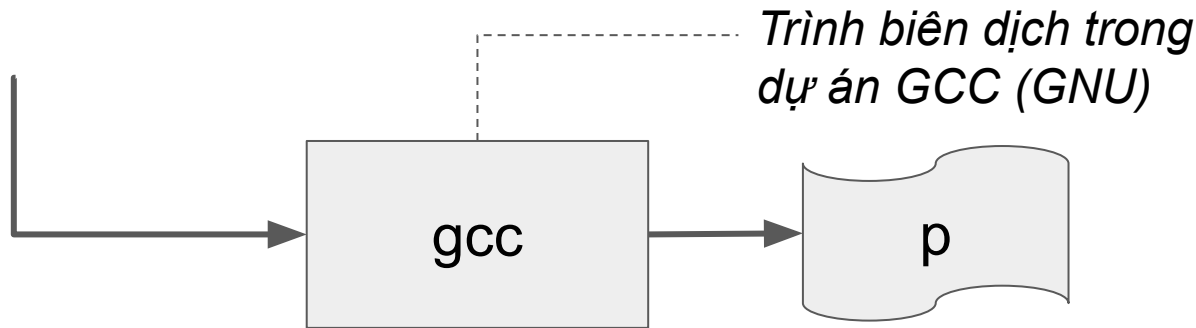 Trình biên dịch trong
dự án GCC (GNU)
gcc
p